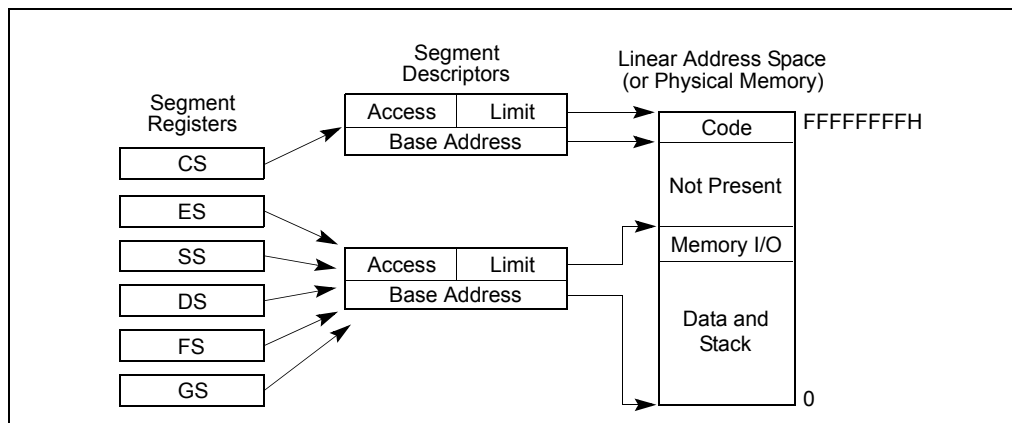 Segment
Registers
CS
ES
SS
DS
FS
GS
Segment
Descriptors
Access
Limit
Base Address
Access
Limit
Base Address
Linear Address Space
(or Physical Memory)
Code
FFFFFFFFH
Not Present
Memory I/O
Data and
Stack
0